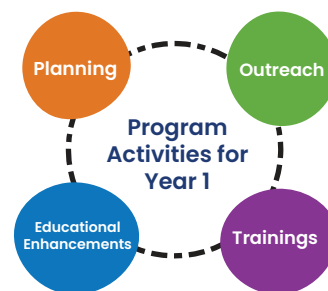 Planning
Outreach
Program
Activities for
Year 1
Educational
Enhancements
Trainings